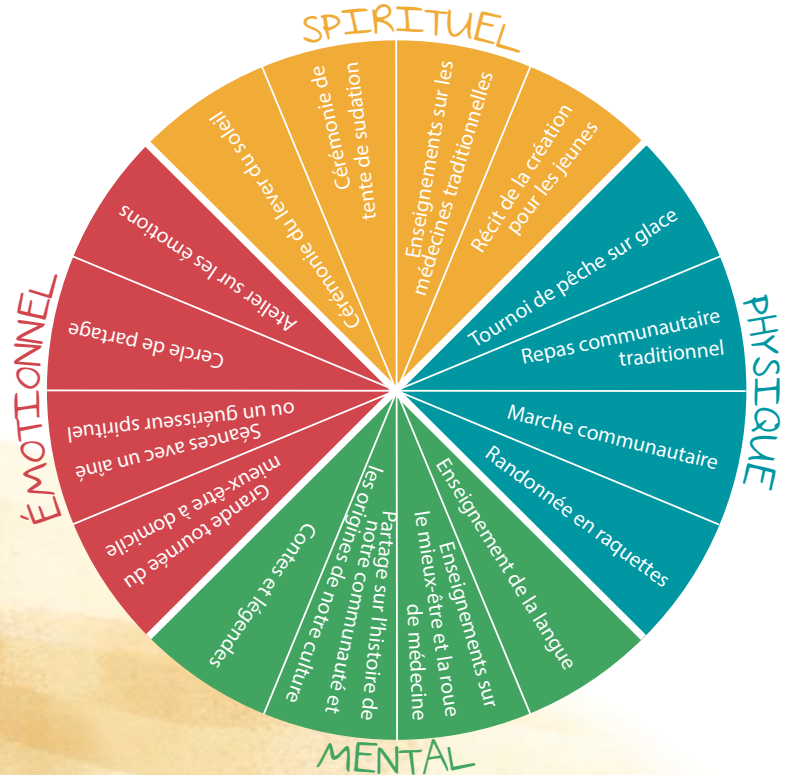 SPIRITUEL
Cérémonie du lever du soleil
Cérémonie de
tente de sudation
Enseignements sur les
médecines traditionnelles
Récit de la création
pour les jeunes
PHYSIQUE
Tournoi de pêche sur glace
Repas communautaire
traditionnel
Marche communautaire
Randonnée en raquettes
MENTAL
Enseignement de la langue
Enseignements sur
le mieux-être et la roue
de médecine
Partage sur l'histoire de
notre communauté et
les origines de notre culture
Contes et légendes
ÉMOTIONNEL
Grande tournée du
mieux-être à domicile
Séances avec un aîné
ou un guérisseur spirituel
Cercle de partage
Atelier sur les émotions